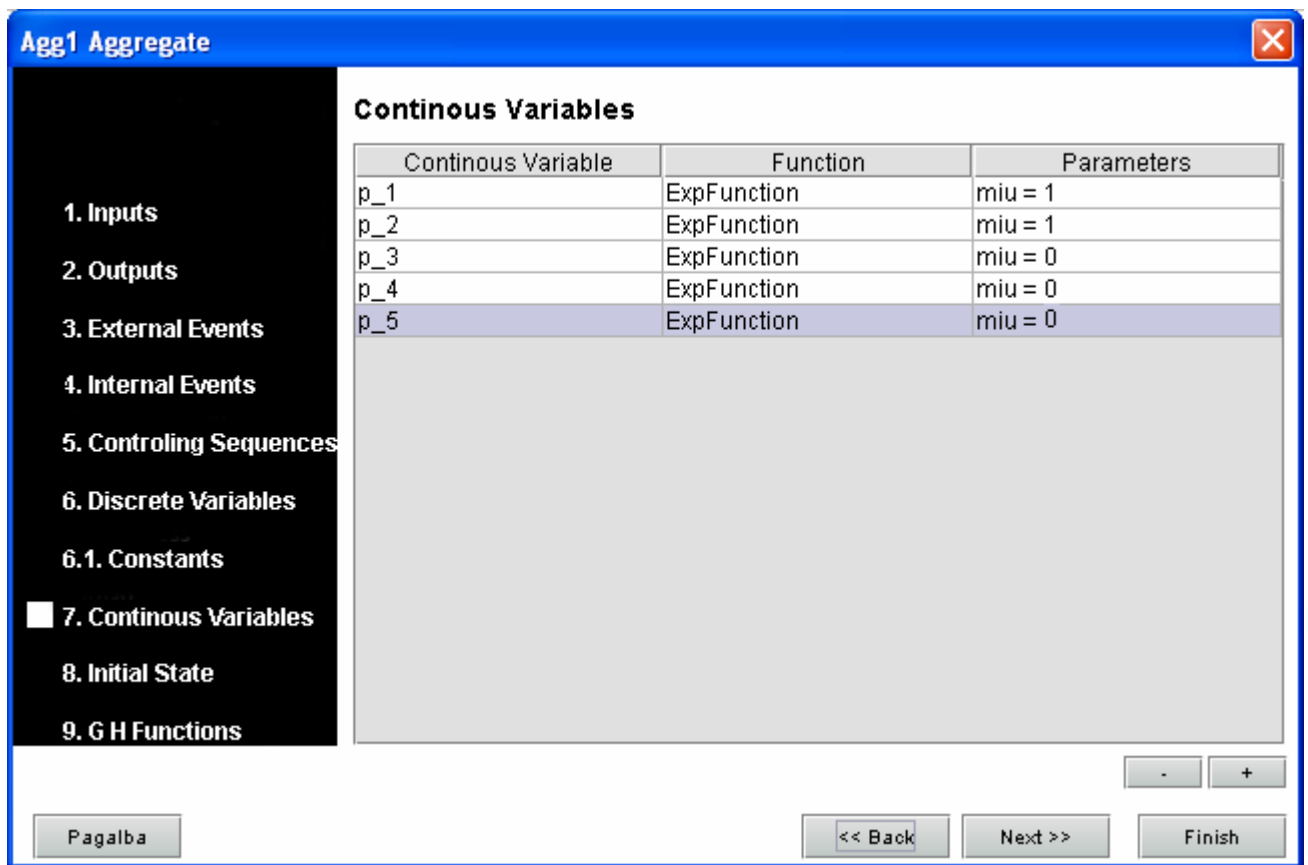 Agg1 Aggregate
1. Inputs
2. Outputs
3. External Events
4. Internal Events
5. Controling Sequences
6. Discrete Variables
6.1. Constants
7. Continous Variables
8. Initial State
9. G H Functions
Continous Variables
Continous Variable Function Parameters
p_1 ExpFunction miu = 1
p_2 ExpFunction miu = 1
p_3 ExpFunction miu = 0
p_4 ExpFunction miu = 0
p_5 ExpFunction miu = 0
- +
Pagalba << Back Next >> Finish